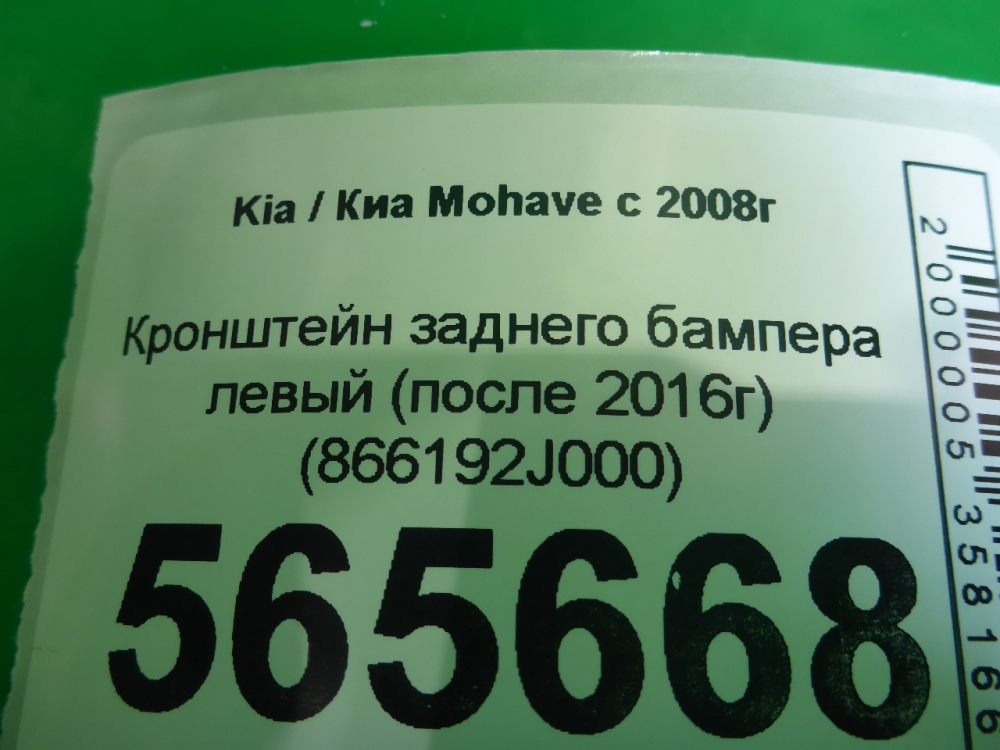 Kia / Киа Mohave с 2008г
Кронштейн заднего бампера
левый (после 2016г)
(866192J000)
565668
2000005358166